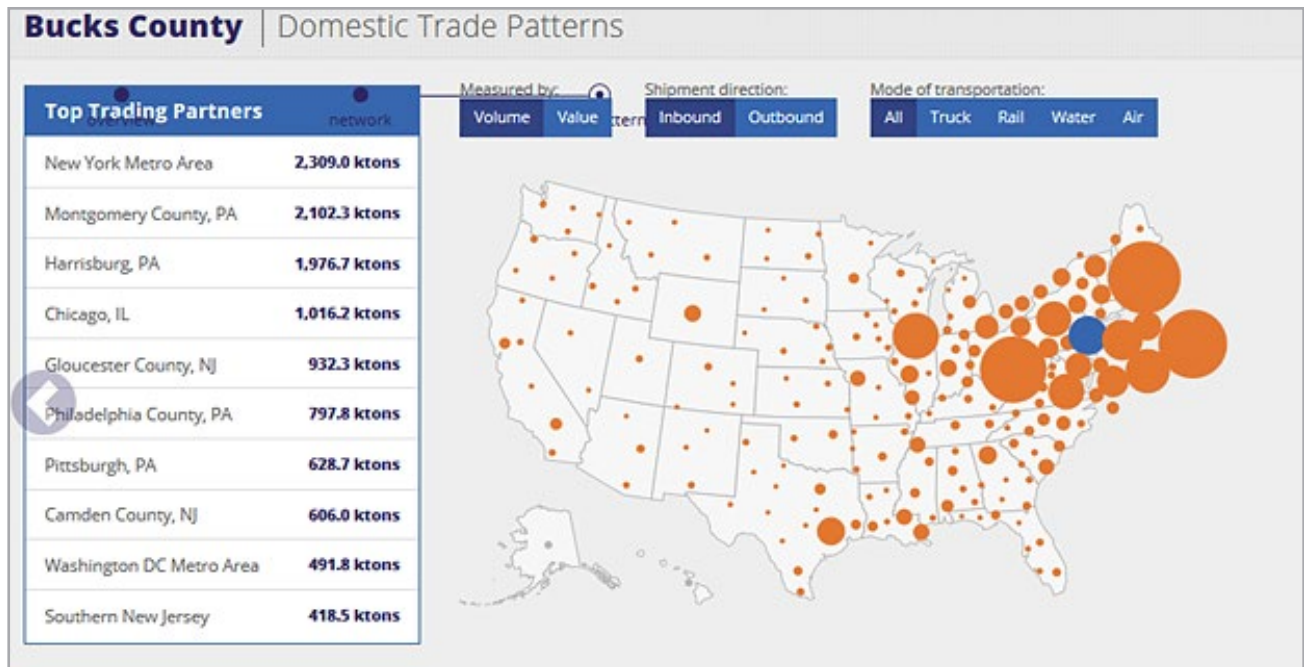 Bucks County | Domestic Trade Patterns
Top Trading Partners
overview
network
New York Metro Area 2,309.0 ktons
Montgomery County, PA 2,102.3 ktons
Harrisburg, PA 1,976.7 ktons
Chicago, IL 1,016.2 ktons
Gloucester County, NJ 932.3 ktons
Philadelphia County, PA 797.8 ktons
Pittsburgh, PA 628.7 ktons
Camden County, NJ 606.0 ktons
Washington DC Metro Area 491.8 ktons
Southern New Jersey 418.5 ktons
Measured by:
Volume Value
Shipment direction:
Inbound Outbound
Mode of transportation:
All Truck Rail Water Air